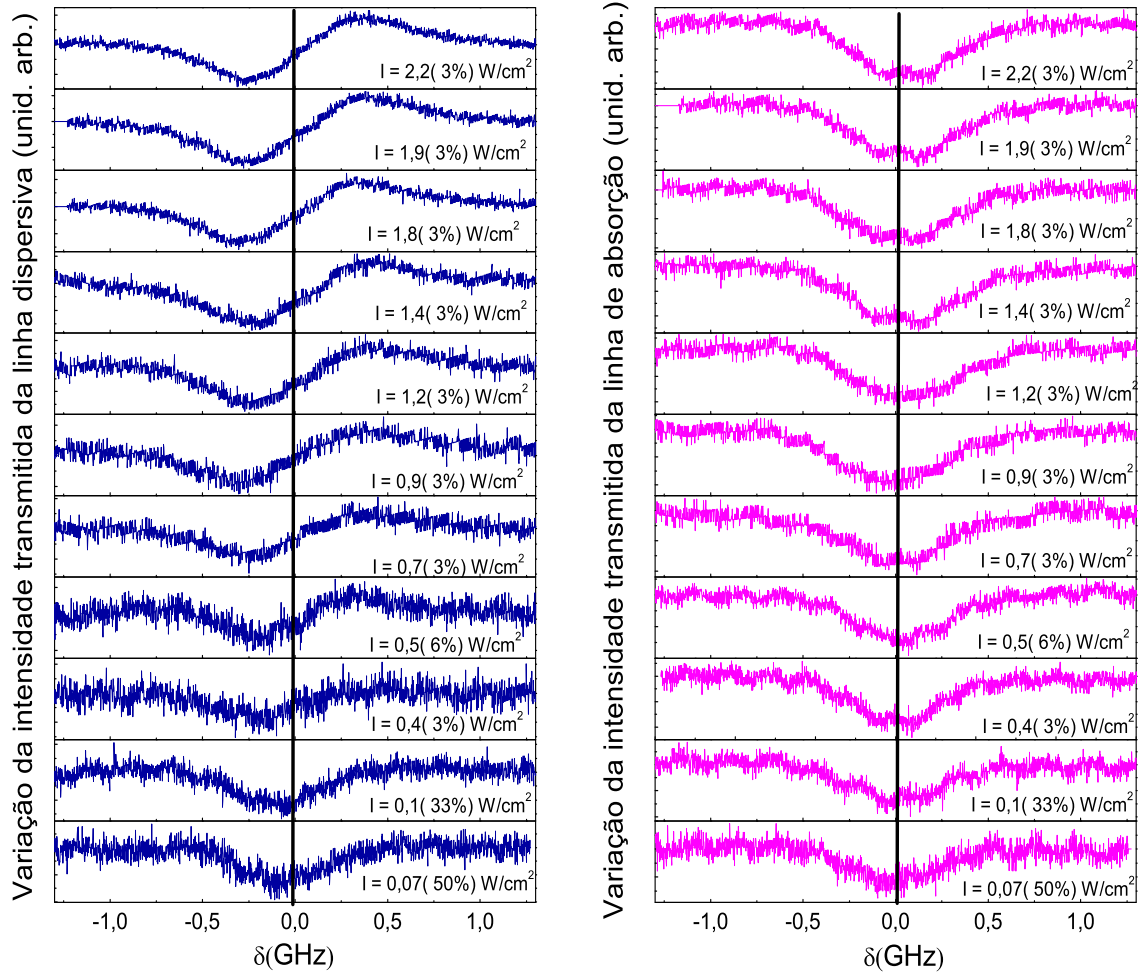 Variação da intensidade transmitida da linha dispersiva (unid. arb.)
I = 2,2( 3%) W/cm2
I = 1,9( 3%) W/cm2
I = 1,8( 3%) W/cm2
I = 1,4( 3%) W/cm2
I = 1,2( 3%) W/cm2
I = 0,9( 3%) W/cm2
I = 0,7( 3%) W/cm2
I = 0,5( 6%) W/cm2
I = 0,4( 3%) W/cm2
I = 0,1( 33%) W/cm2
I = 0,07( 50%) W/cm2
-1,0 -0,5 0,0 0,5 1,0
δ(GHz)
Variação da intensidade transmitida da linha de absorção (unid. arb.)
I = 2,2( 3%) W/cm2
I = 1,9( 3%) W/cm2
I = 1,8( 3%) W/cm2
I = 1,4( 3%) W/cm2
I = 1,2( 3%) W/cm2
I = 0,9( 3%) W/cm2
I = 0,7( 3%) W/cm2
I = 0,5( 6%) W/cm2
I = 0,4( 3%) W/cm2
I = 0,1( 33%) W/cm2
I = 0,07( 50%) W/cm2
-1,0 -0,5 0,0 0,5 1,0
δ(GHz)